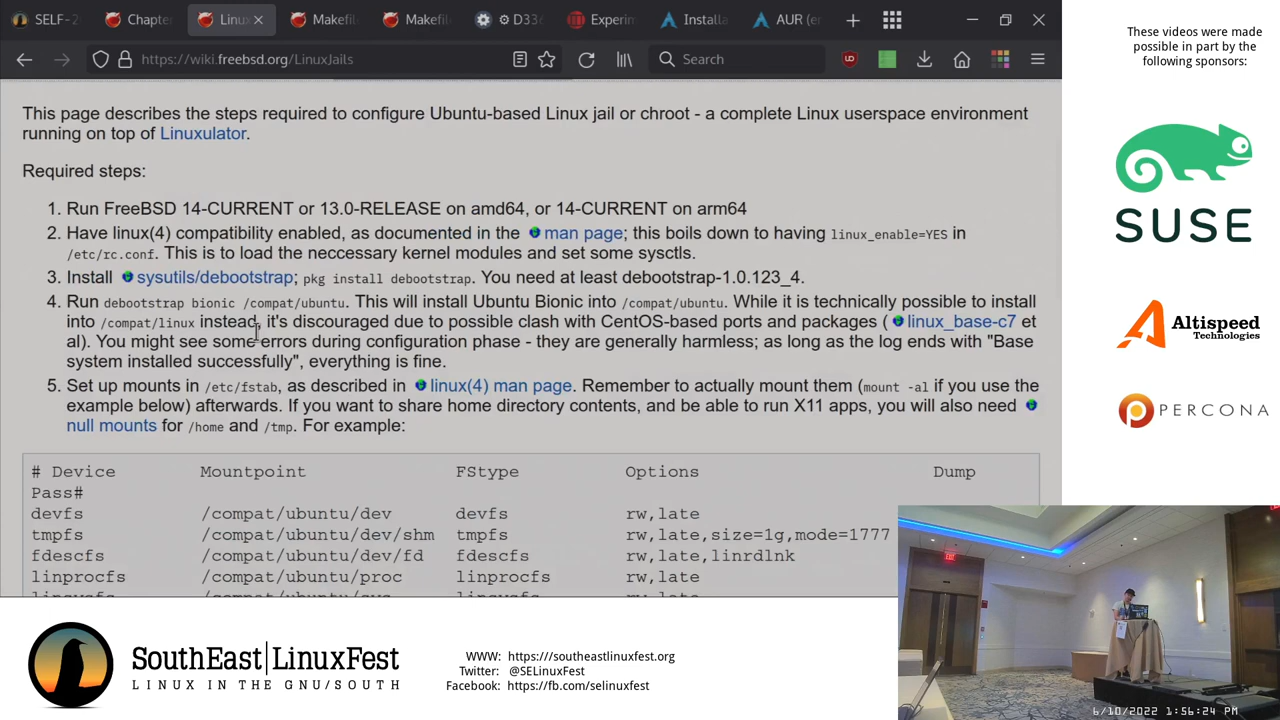 SELF-2
Chapte
Linu
Makefil
Makefi
D336
Experim
Installa
AUR (e
https://wiki.freebsd.org/LinuxJails
Search
This page describes the steps required to configure Ubuntu-based Linux jail or chroot - a complete Linux userspace environment
running on top of Linuxulator.
Required steps:
1. Run FreeBSD 14-CURRENT or 13.0-RELEASE on amd64, or 14-CURRENT on arm64
2. Have linux(4) compatibility enabled, as documented in the man page; this boils down to having linux_enable=YES in
/etc/rc.conf. This is to load the neccessary kernel modules and set some sysctls.
3. Install sysutils/debootstrap; pkg install debootstrap. You need at least debootstrap-1.0.123_4.
4. Run debootstrap bionic /compat/ubuntu. This will install Ubuntu Bionic into /compat/ubuntu. While it is technically possible to install
into /compat/linux instead, it's discouraged due to possible clash with CentOS-based ports and packages ( linux_base-c7 et
al). You might see some errors during configuration phase - they are generally harmless; as long as the log ends with "Base
system installed successfully", everything is fine.
5. Set up mounts in /etc/fstab, as described in linux(4) man page. Remember to actually mount them (mount -al if you use the
example below) afterwards. If you want to share home directory contents, and be able to run X11 apps, you will also need
null mounts for /home and /tmp. For example:
# Device Mountpoint FStype Options Dump
Pass#
devfs /compat/ubuntu/dev devfs rw,late
tmpfs /compat/ubuntu/dev/shm tmpfs rw,late,size=1g,mode=1777
fdescfs /compat/ubuntu/dev/fd fdescfs rw,late,linrdlnk
linprocfs /compat/ubuntu/proc linprocfs rw,late
These videos were made
possible in part by the
following sponsors:
SUSE
Altispeed
Technologies
PERCONA
6/10/2022 1:56:24 PM
SouthEast LinuxFest
LINUX IN THE GNU/SOUTH
WWW: https:///southeastlinuxfest.org
Twitter: @SELinuxFest
Facebook: https://fb.com/selinuxfest